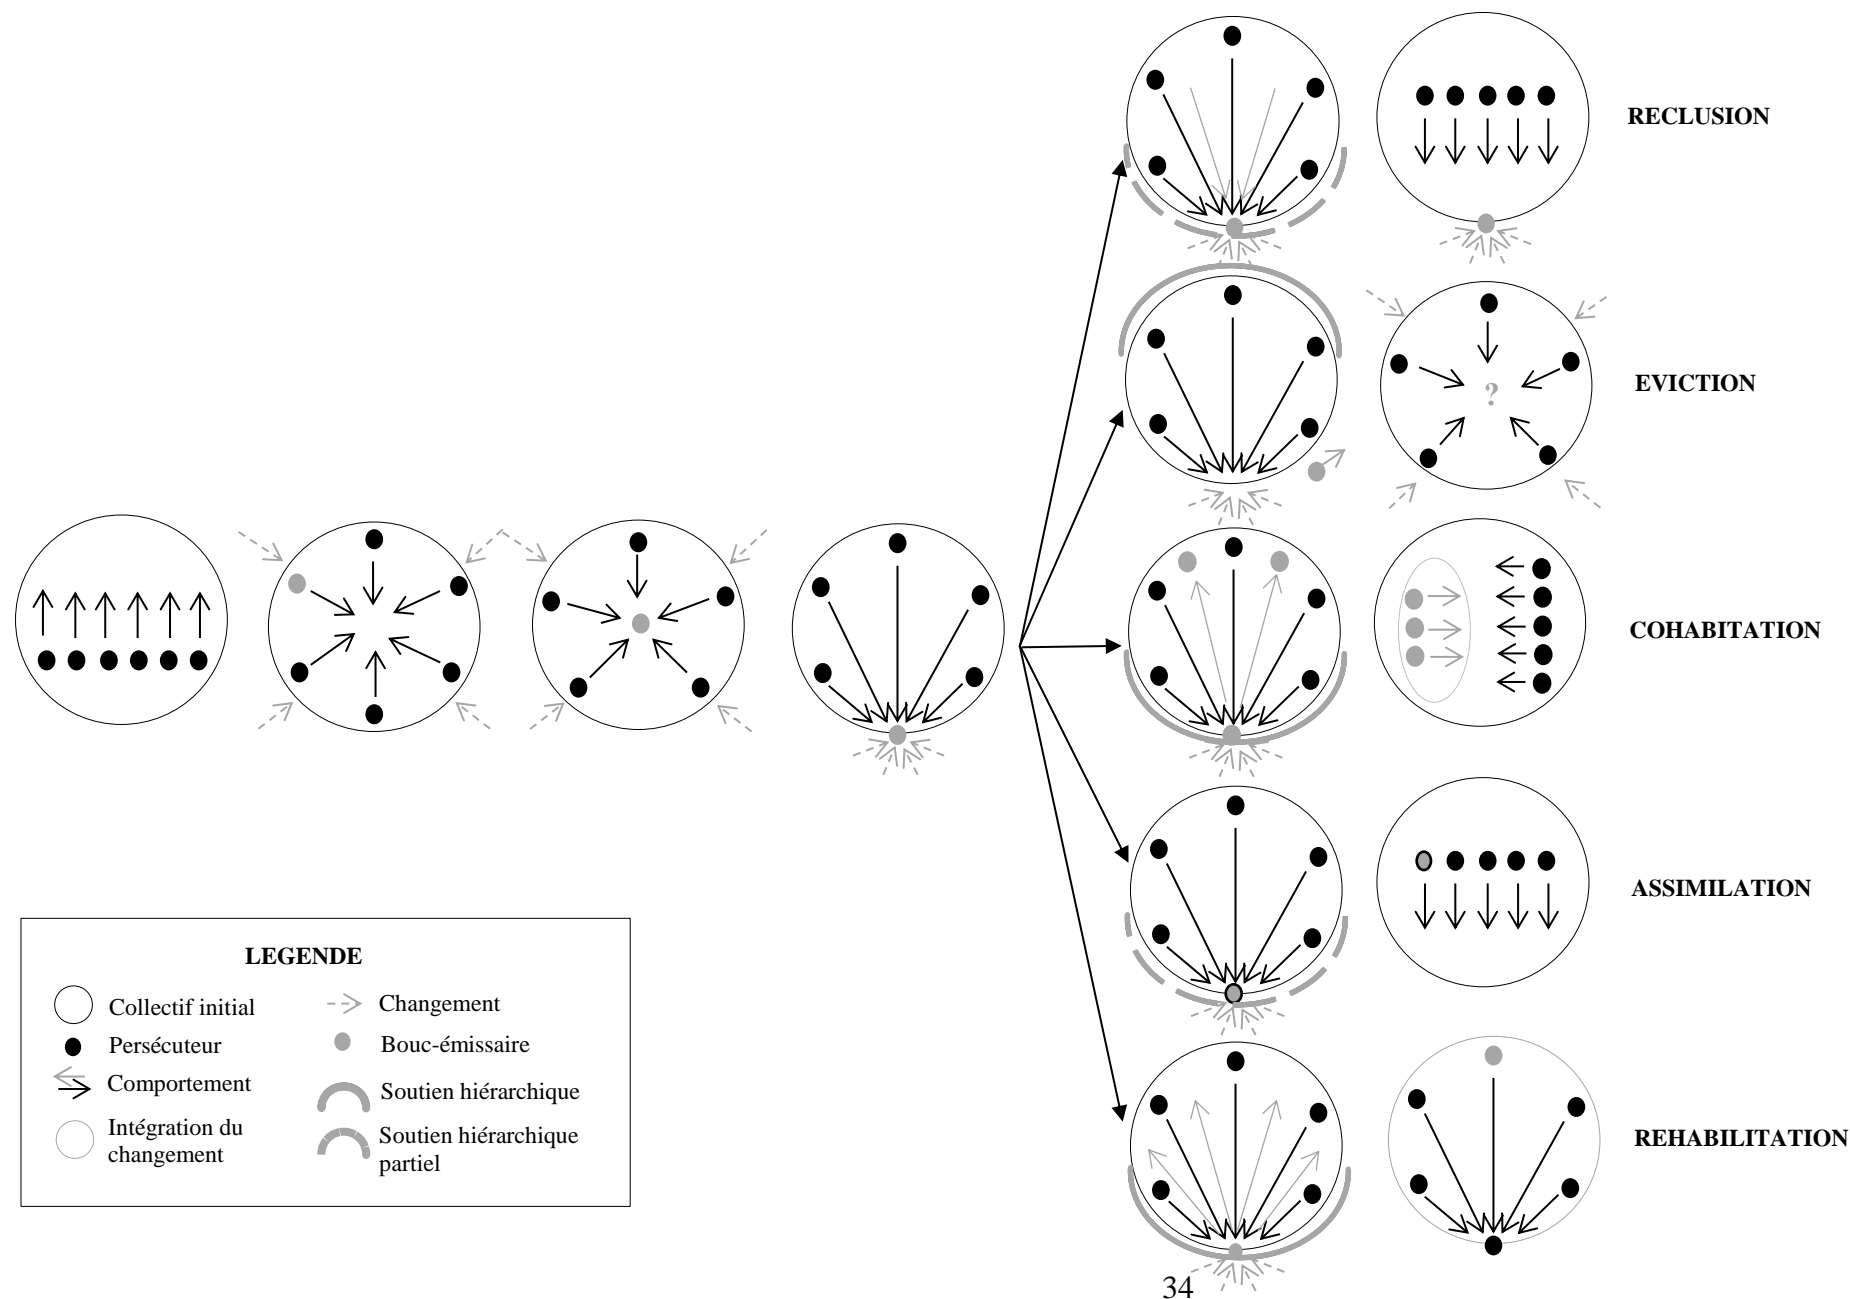 RECLUSION
?
EVICTION
COHABITATION
ASSIMILATION
REHABILITATION
LEGENDE
Collectif initial
Persécuteur
Comportement
Intégration du
changement
Changement
Bouc-émissaire
Soutien hiérarchique
Soutien hiérarchique
partiel
34